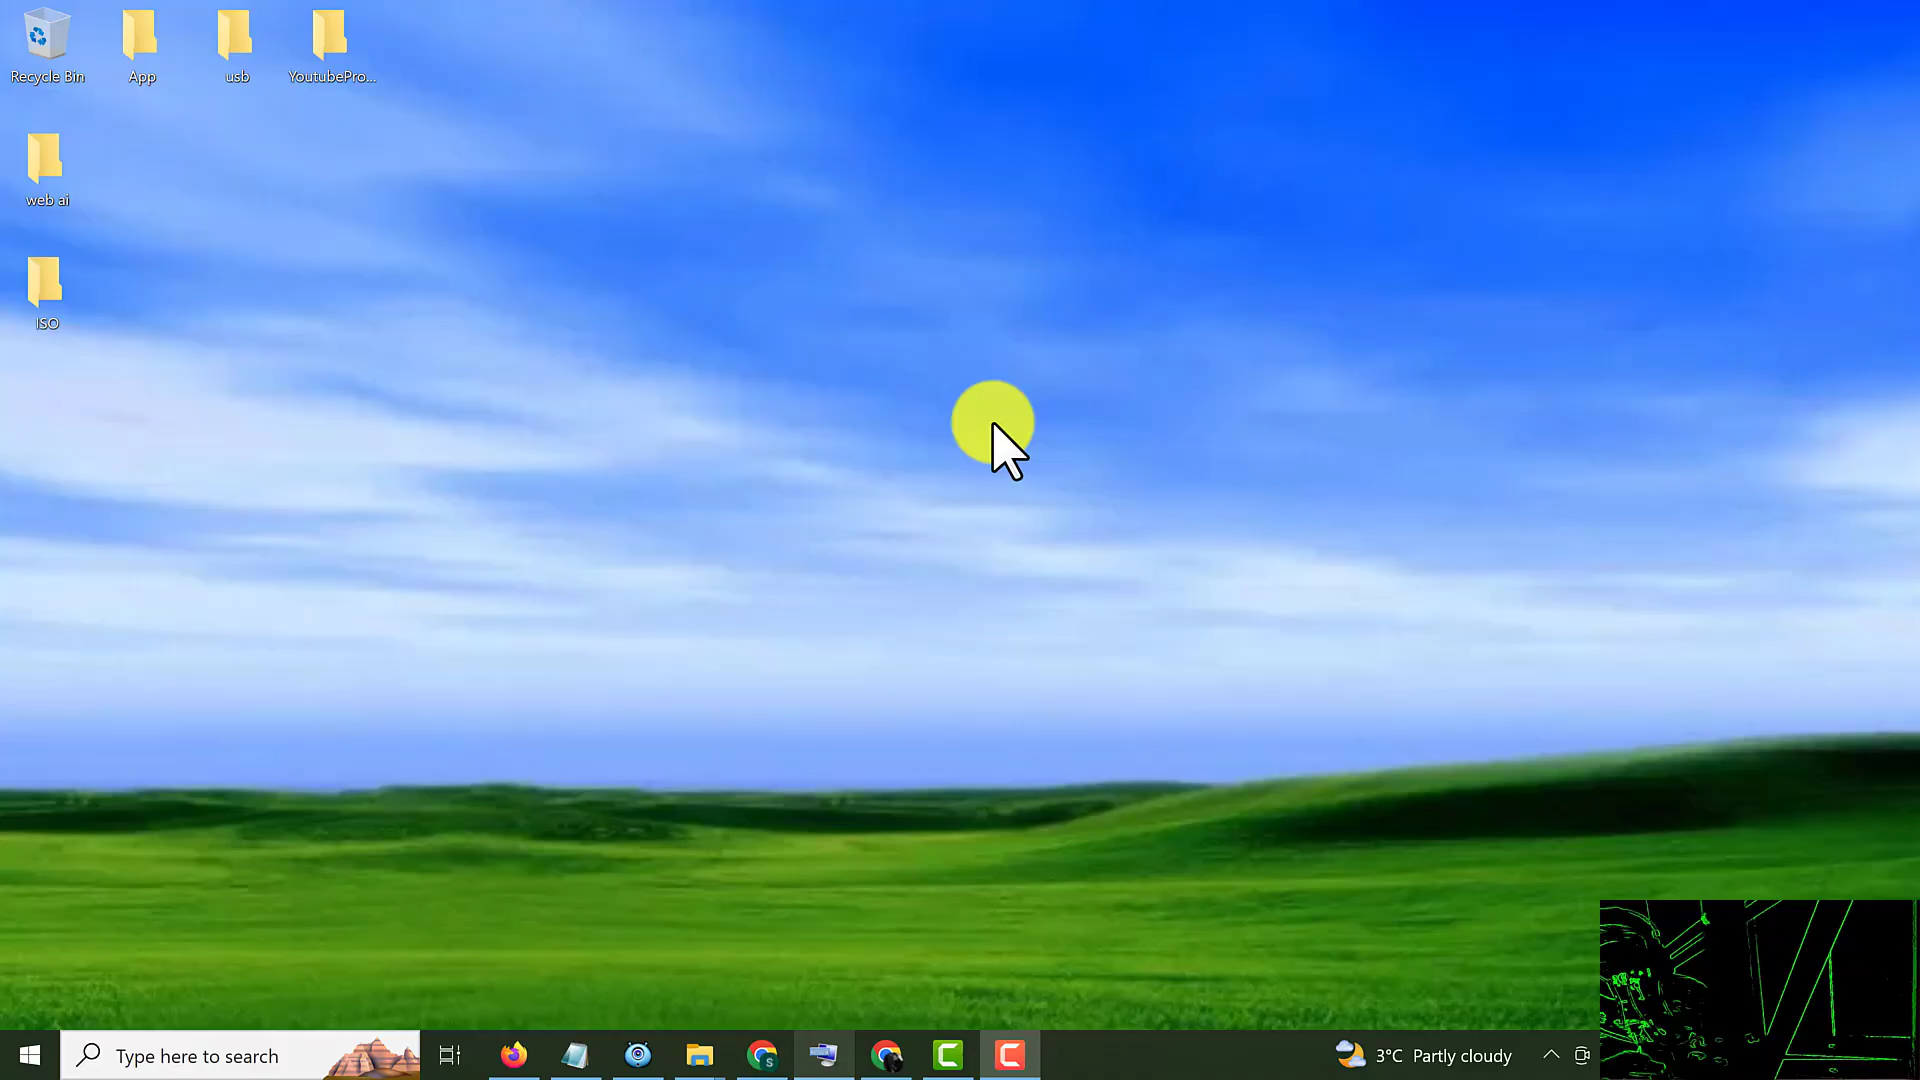 Recycle Bin
App
usb
YoutubePro...
web ai
ISO
Type here to search
S
3°C Partly cloudy